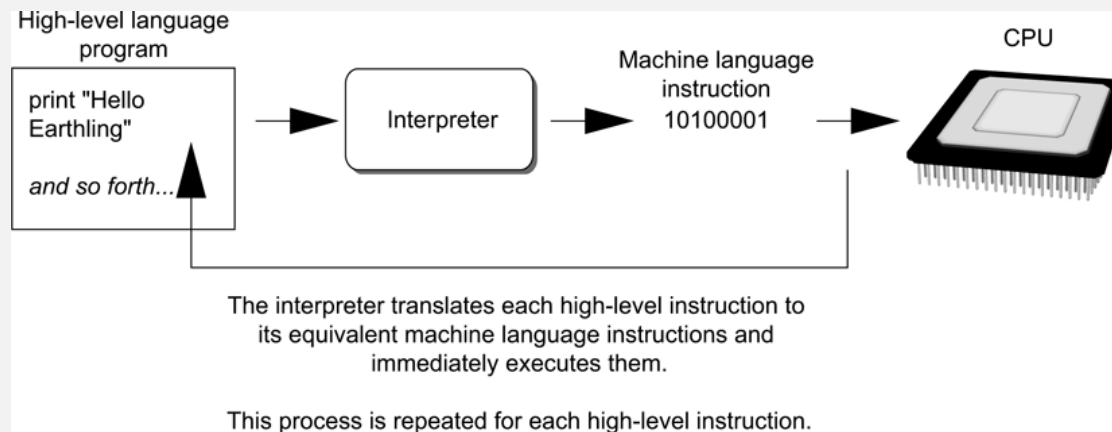 High-level language
program
print "Hello
Earthling"
and so forth...
Interpreter
Machine language
instruction
10100001
CPU
The interpreter translates each high-level instruction to
its equivalent machine language instructions and
immediately executes them.
This process is repeated for each high-level instruction.